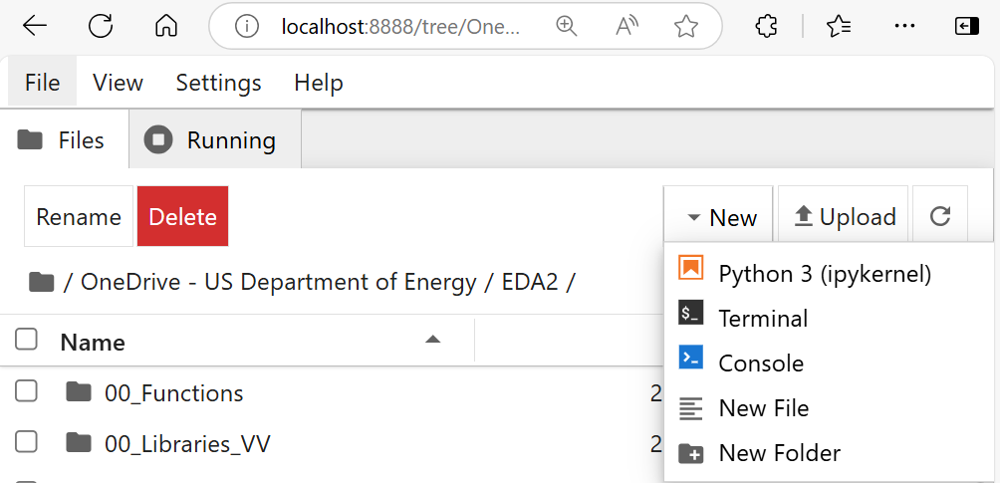 localhost:8888/tree/One...
File View Settings Help
Files Running
Rename Delete New Upload
/ OneDrive - US Department of Energy / EDA2 /
Python 3 (ipykernel)
$_ Terminal
Name
>_ Console
00_Functions 2
New File
00_Libraries_VV 2
New Folder